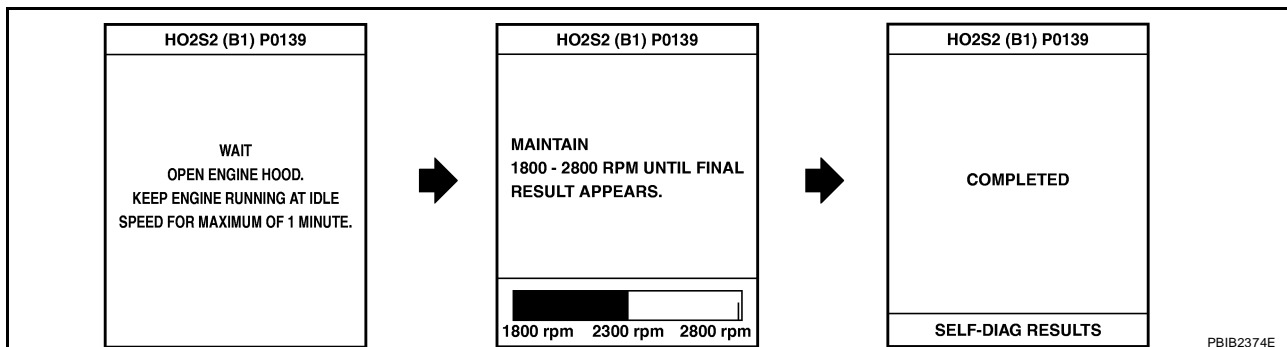 HO2S2 (B1) P0139
WAIT
OPEN ENGINE HOOD.
KEEP ENGINE RUNNING AT IDLE
SPEED FOR MAXIMUM OF 1 MINUTE.
HO2S2 (B1) P0139
MAINTAIN
1800 - 2800 RPM UNTIL FINAL
RESULT APPEARS.
1800 rpm 2300 rpm 2800 rpm
HO2S2 (B1) P0139
COMPLETED
SELF-DIAG RESULTS
PBIB2374E